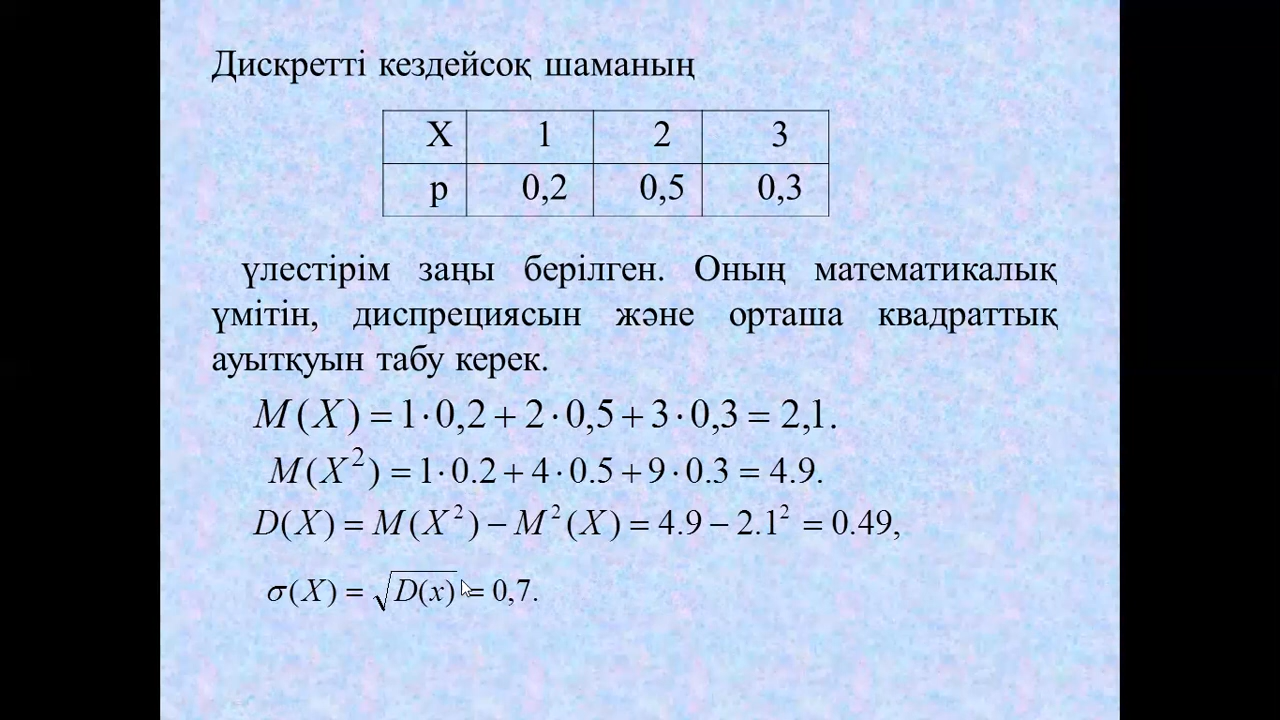 Дискретті кездейсоқ шаманың
X 1 2 3
p 0,2 0,5 0,3
үлестірім заңы берілген. Оның математикалық
үмітін, диспрециясын және орташа квадраттық
ауытқуын табу керек.
M(X) = 1·0,2 + 2·0,5 + 3·0,3 = 2,1.
M(X²) = 1·0.2 + 4·0.5 + 9·0.3 = 4.9.
D(X) = M(X²) − M²(X) = 4.9 − 2.1² = 0.49,
σ(X) = √D(x) = 0,7.